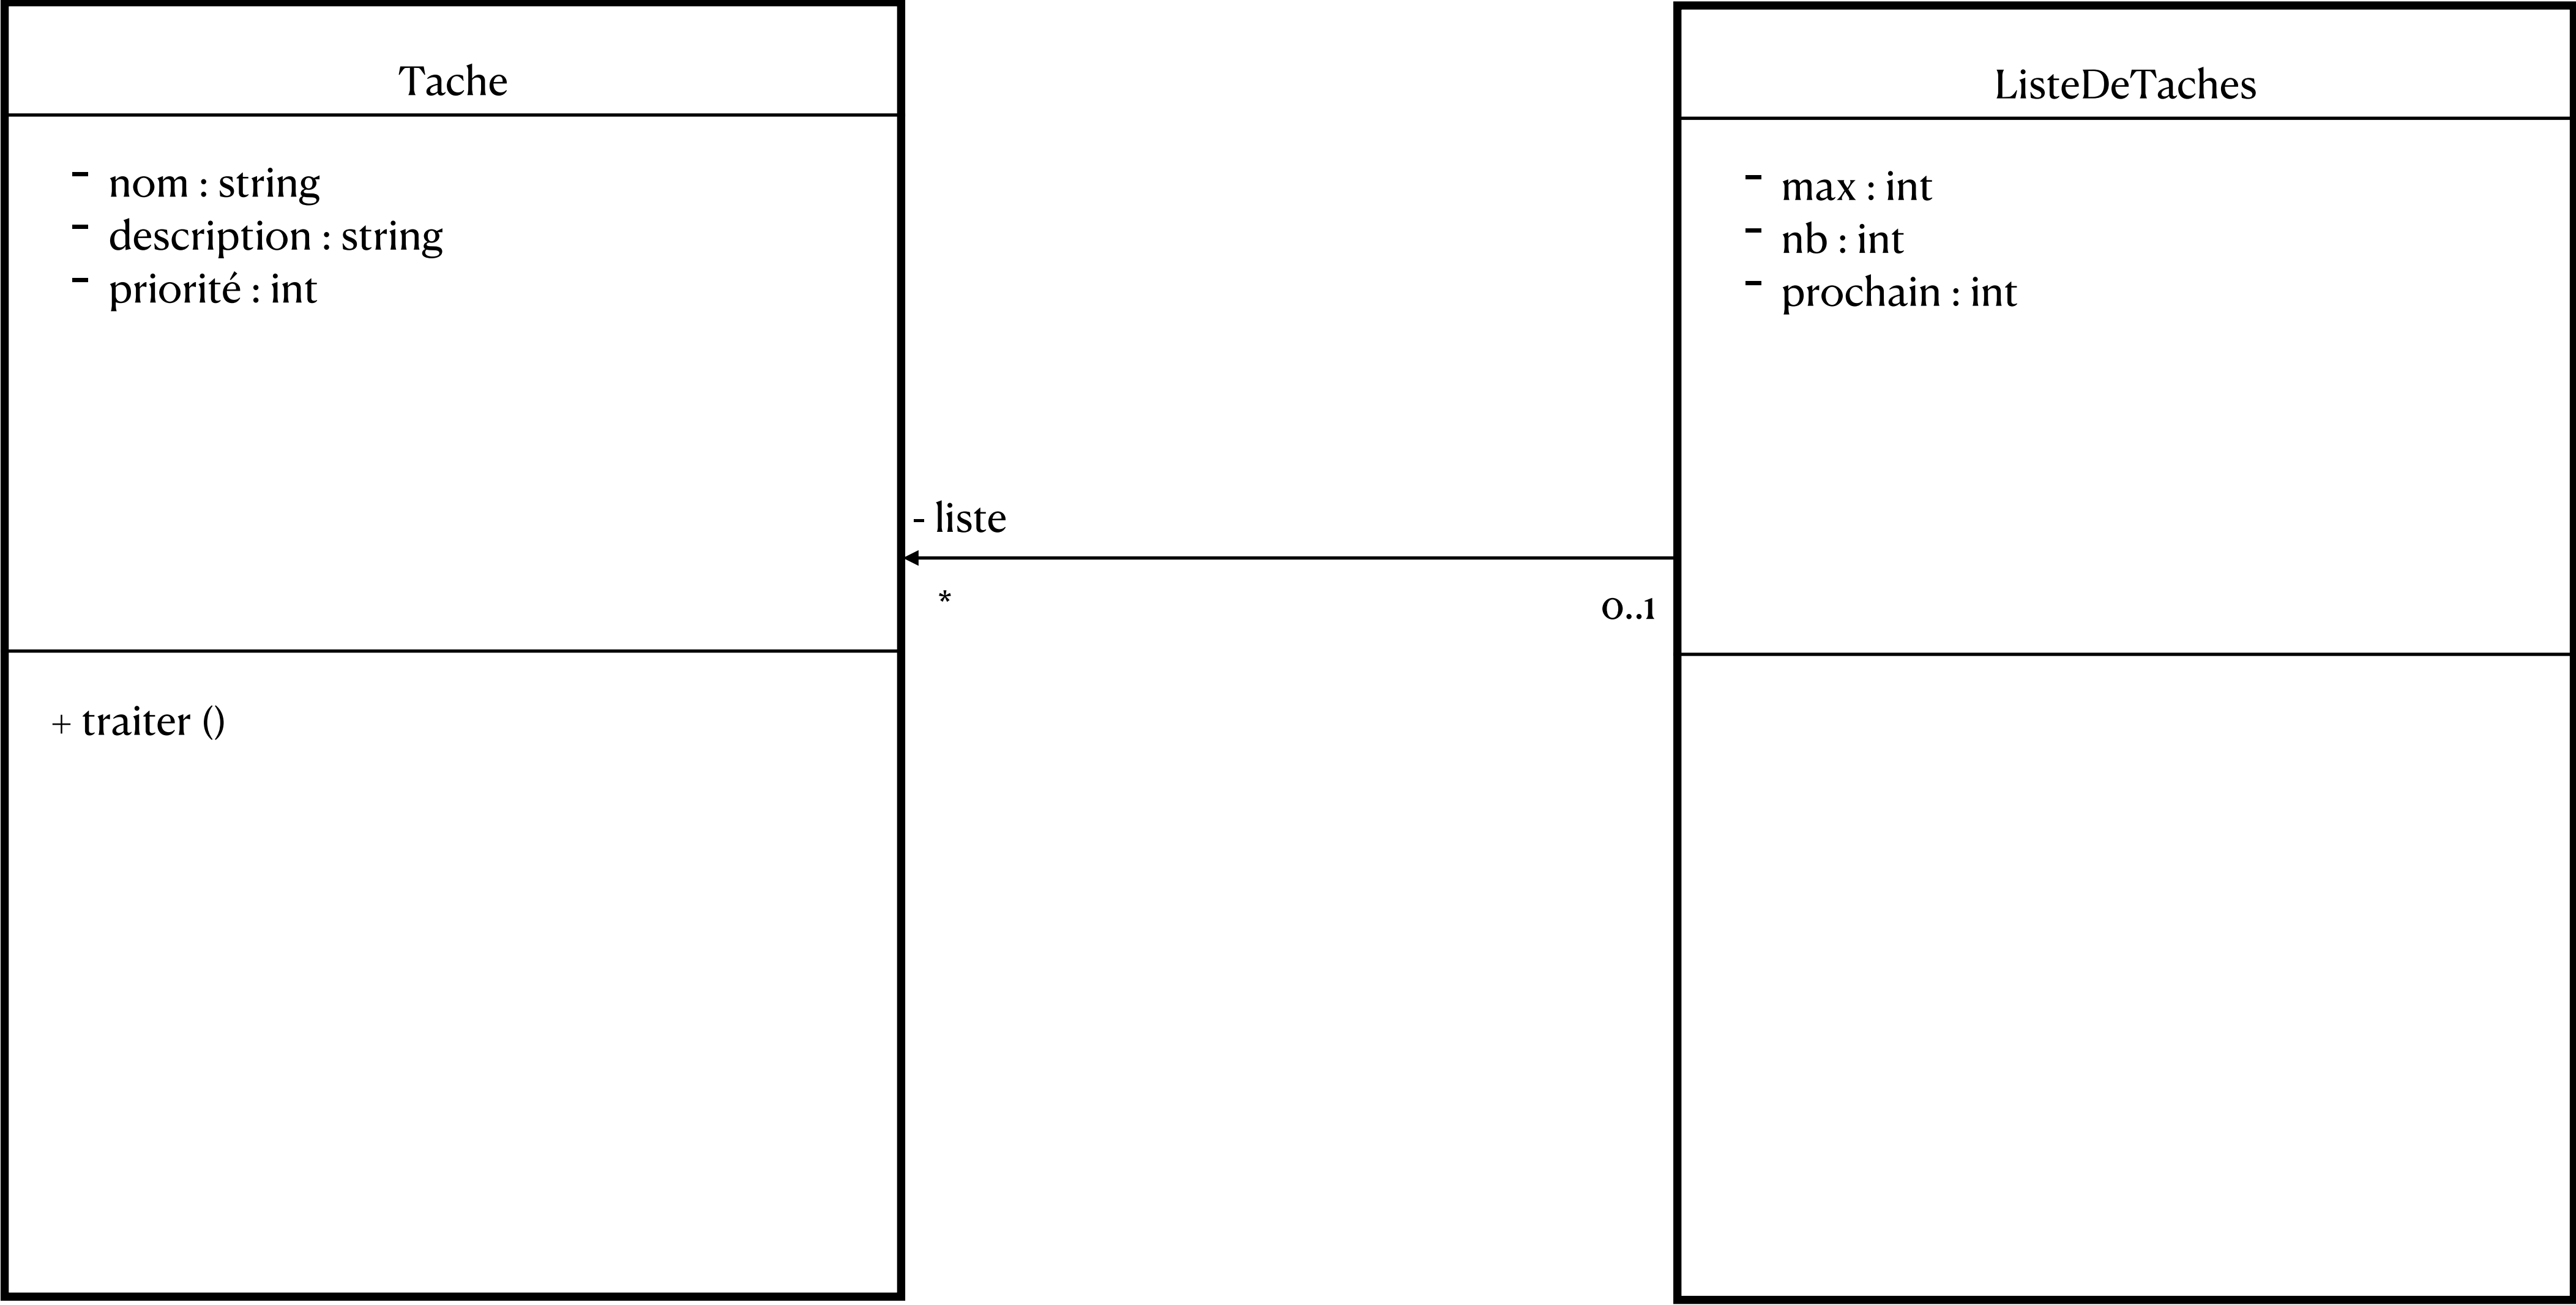 Tache
- nom : string
- description : string
- priorité : int
+ traiter ()
- liste
*
0..1
ListeDeTaches
- max : int
- nb : int
- prochain : int